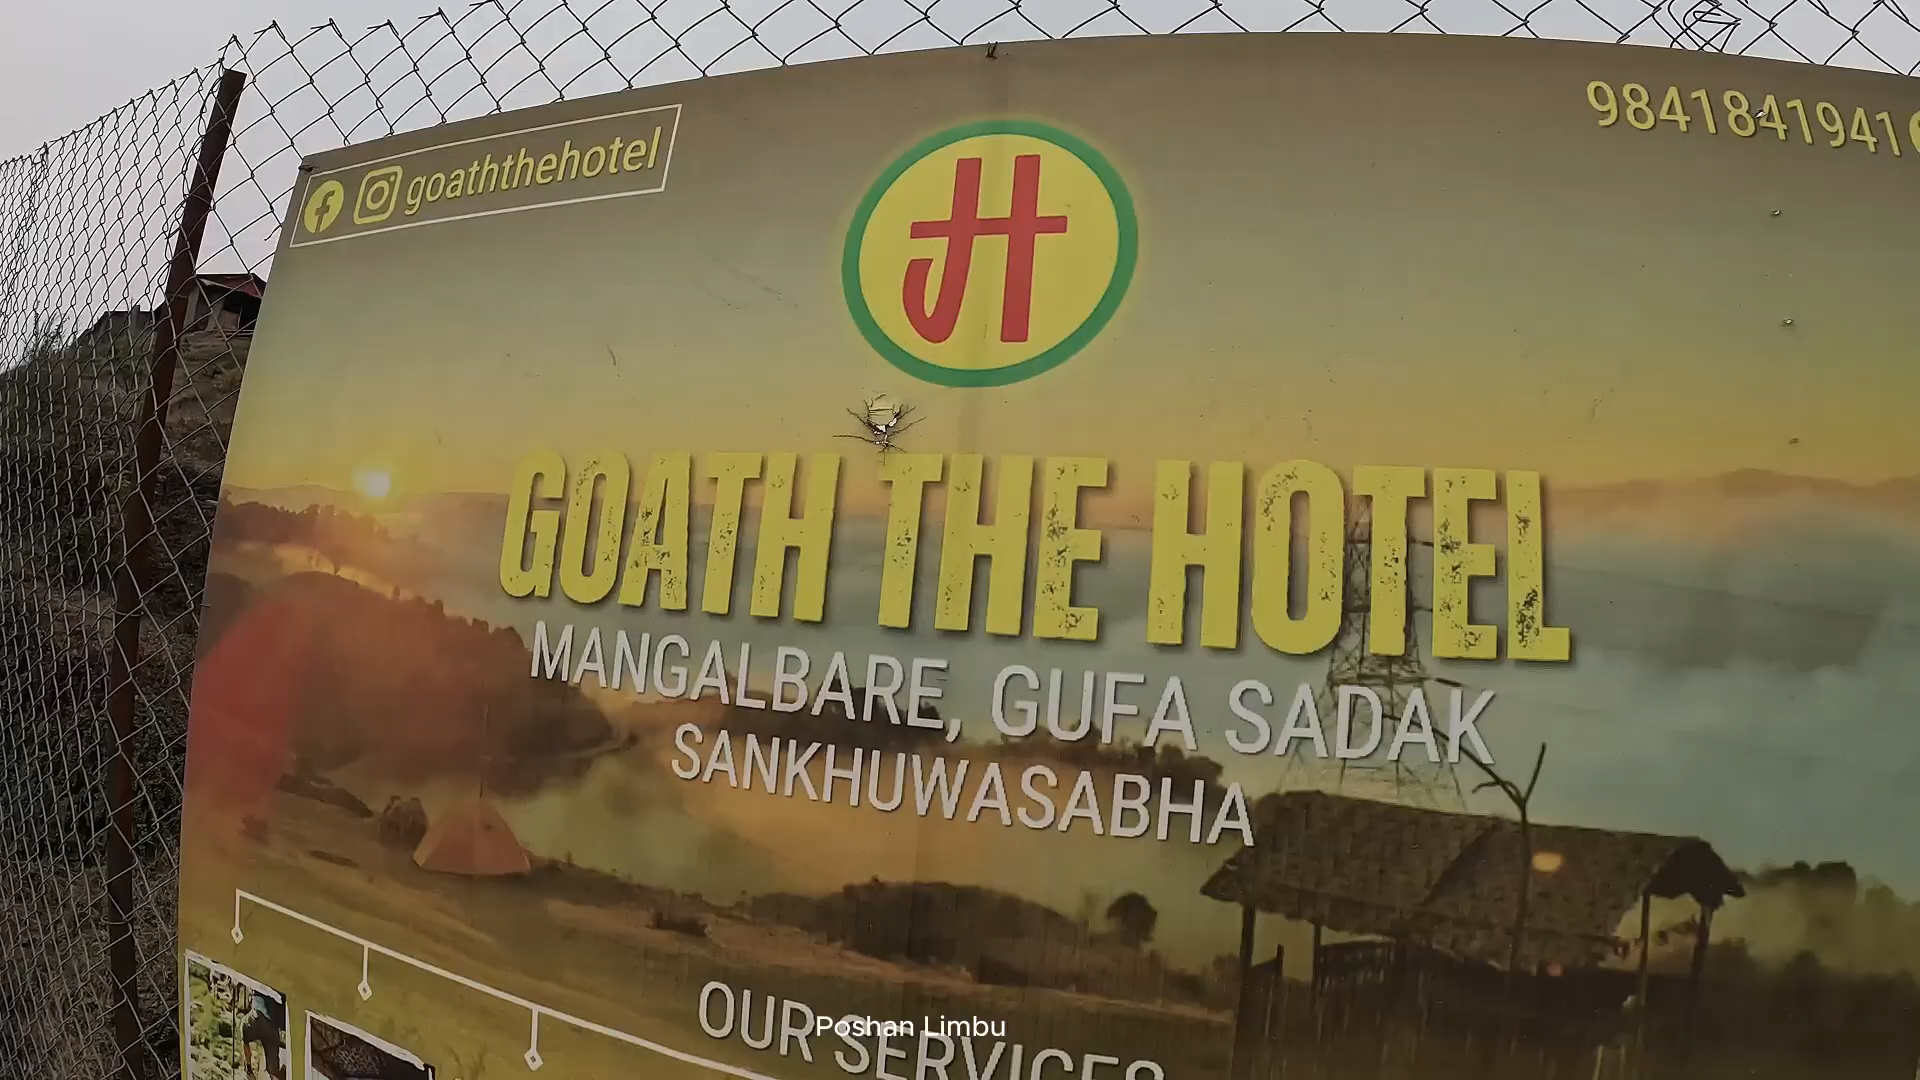 goaththehotel
9841841941
H
GOATH THE HOTEL
MANGALBARE, GUFA SADAK
SANKHUWASABHA
OUR SERVICES
Poshan Limbu